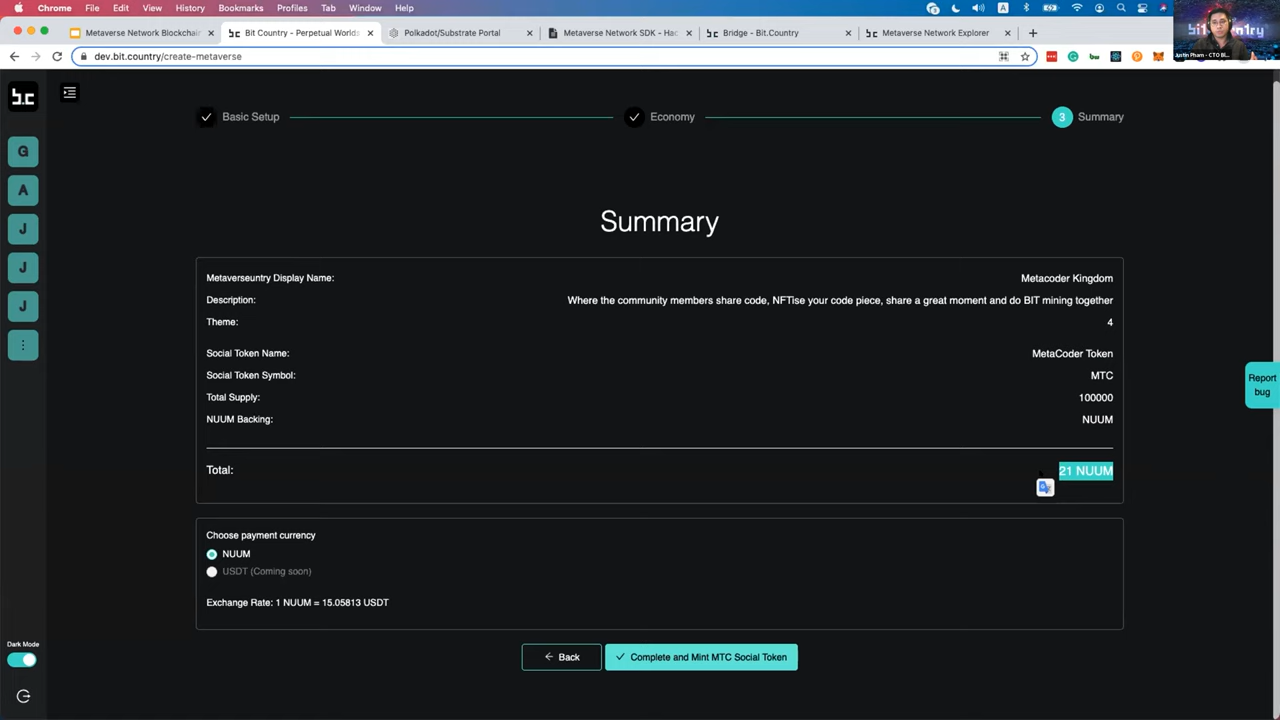 Chrome File Edit View History Bookmarks Profiles Tab Window Help
Metaverse Network Blockchain
Bit Country - Perpetual Worlds
Polkadot/Substrate Portal
Metaverse Network SDK - Hac
Bridge - Bit.Country
Metaverse Network Explorer
dev.bit.country/create-metaverse
Justin Pham - CTO Bi...
b.c
G
A
J
J
J
Basic Setup
Economy
3 Summary
Summary
Metaverseuntry Display Name: Metacoder Kingdom
Description: Where the community members share code, NFTise your code piece, share a great moment and do BIT mining together
Theme: 4
Social Token Name: MetaCoder Token
Social Token Symbol: MTC
Total Supply: 100000
NUUM Backing: NUUM
Total: 21 NUUM
Choose payment currency
NUUM
USDT (Coming soon)
Exchange Rate: 1 NUUM = 15.05813 USDT
← Back
Complete and Mint MTC Social Token
Report
bug
Dark Mode